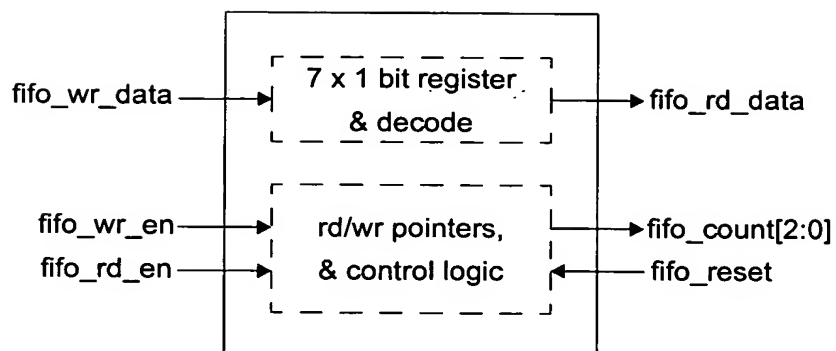 7 x 1 bit register
& decode
fifo_wr_data
fifo_rd_data
fifo_wr_en
fifo_rd_en
rd/wr pointers,
& control logic
fifo_count[2:0]
fifo_reset